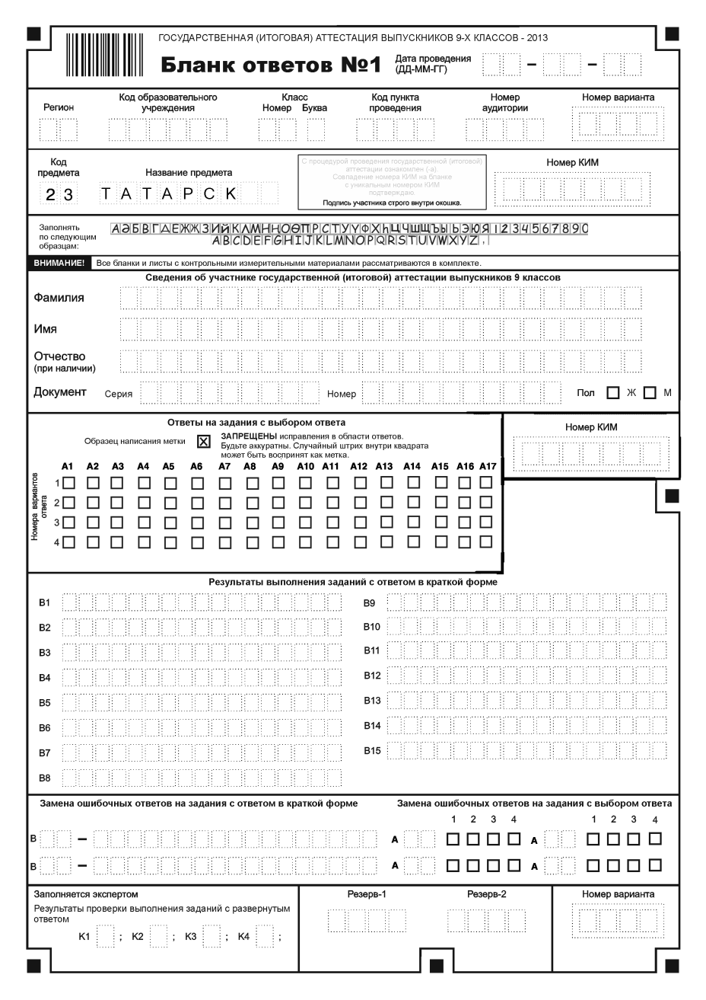 ГОСУДАРСТВЕННАЯ (ИТОГОВАЯ) АТТЕСТАЦИЯ ВЫПУСКНИКОВ 9-Х КЛАССОВ - 2013
Бланк ответов №1
Дата проведения
(ДД-ММ-ГГ)
– –
Регион
Код образовательного
учреждения
Класс
Номер Буква
Код пункта
проведения
Номер
аудитории
Номер варианта
Код
предмета
23
Название предмета
ТАТАРСК
С процедурой проведения государственной (итоговой)
аттестации ознакомлен (-а)
Совпадение номера КИМ на бланке
с уникальным номером КИМ
подтверждаю.
Подпись участника строго внутри окошка.
Номер КИМ
Заполнять
по следующим
образцам:
АӘБВГДЕЖҖЗИЙКЛМНҢОӨПРСТУҮФХҺЦЧШЩЪЫЬЭЮЯ1234567890
ABCDEFGHIJKLMNOPQRSTUVWXYZ,
ВНИМАНИЕ! Все бланки и листы с контрольными измерительными материалами рассматриваются в комплекте.
Сведения об участнике государственной (итоговой) аттестации выпускников 9 классов
Фамилия
Имя
Отчество
(при наличии)
Документ Серия Номер Пол Ж М
Ответы на задания с выбором ответа
Образец написания метки X
ЗАПРЕЩЕНЫ исправления в области ответов.
Будьте аккуратны. Случайный штрих внутри квадрата
может быть воспринят как метка.
Номер КИМ
A1 A2 A3 A4 A5 A6 A7 A8 A9 A10 A11 A12 A13 A14 A15 A16 A17
Номера вариантов
ответа
1
2
3
4
Результаты выполнения заданий с ответом в краткой форме
B1 B9
B2 B10
B3 B11
B4 B12
B5 B13
B6 B14
B7 B15
B8
Замена ошибочных ответов на задания с ответом в краткой форме
Замена ошибочных ответов на задания с выбором ответа
1 2 3 4 1 2 3 4
В – А А
В – А А
Заполняется экспертом
Результаты проверки выполнения заданий с развернутым
ответом
К1 ; К2 ; К3 ; К4 ;
Резерв-1
Резерв-2
Номер варианта